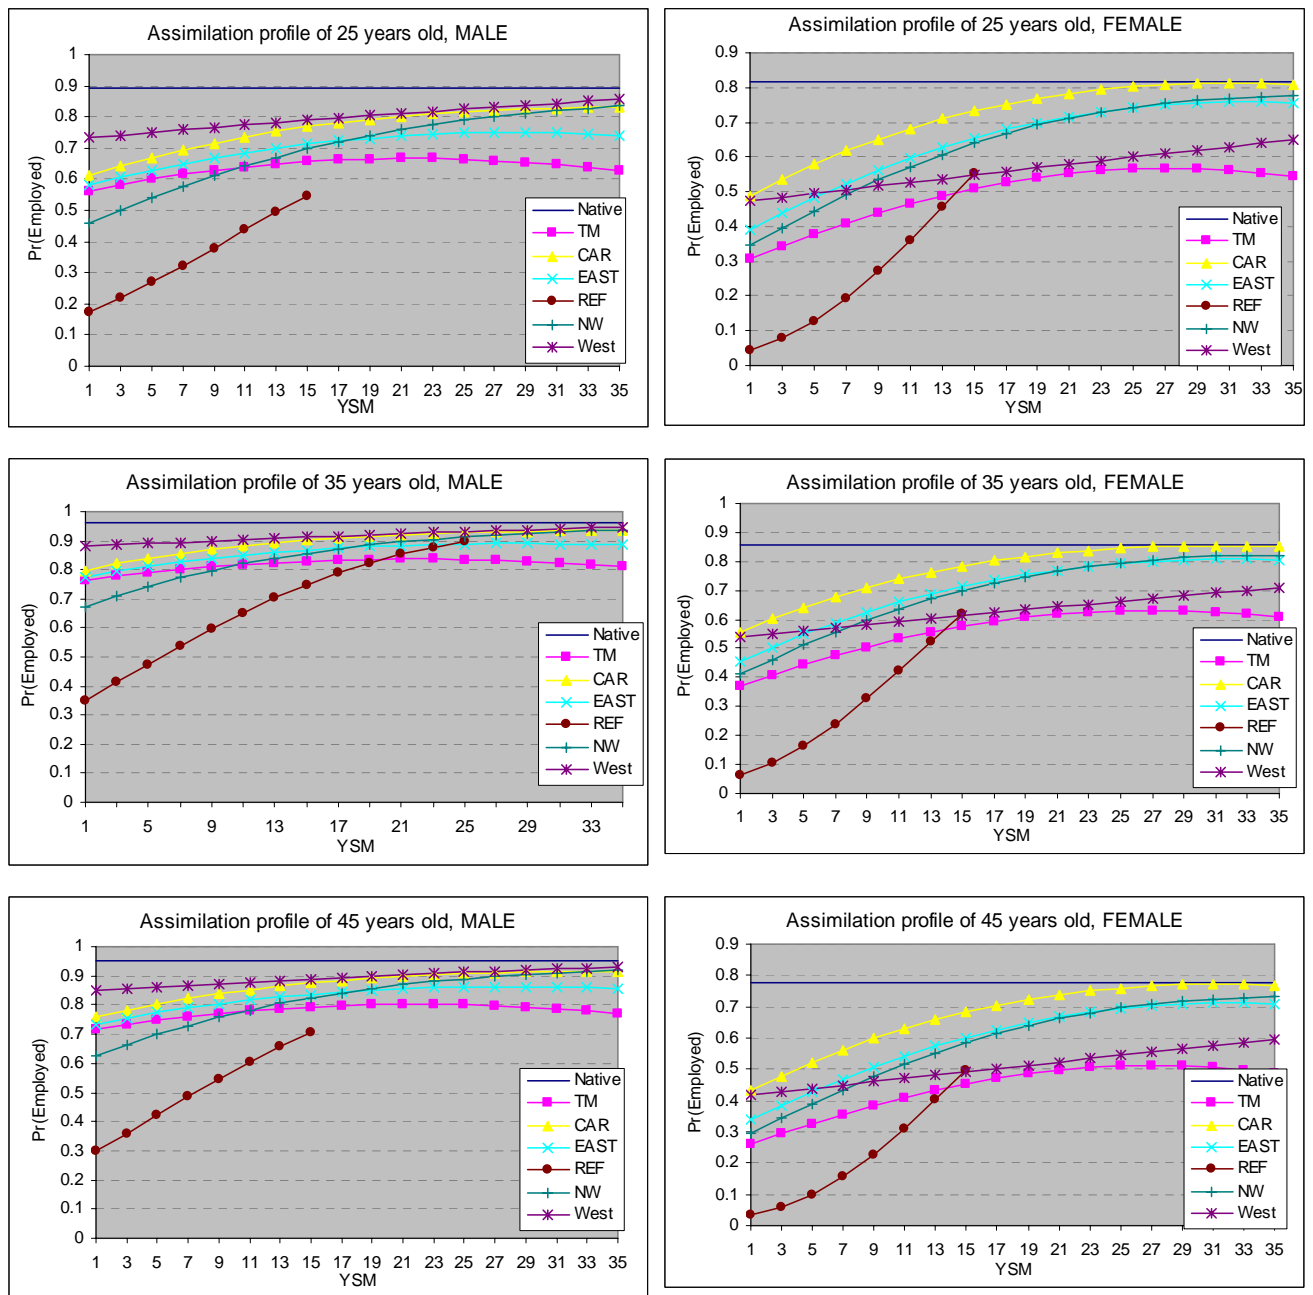 Assimilation profile of 25 years old, MALE
Pr(Employed)
1
0.9
0.8
0.7
0.6
0.5
0.4
0.3
0.2
0.1
0
Native
TM
CAR
EAST
REF
NW
West
1 3 5 7 9 11 13 15 17 19 21 23 25 27 29 31 33 35
YSM
Assimilation profile of 25 years old, FEMALE
0.9
0.8
0.7
0.6
0.5
0.4
0.3
0.2
0.1
0
Native
TM
CAR
EAST
REF
NW
West
1 3 5 7 9 11 13 15 17 19 21 23 25 27 29 31 33 35
YSM
Assimilation profile of 35 years old, MALE
Pr(Employed)
1
0.9
0.8
0.7
0.6
0.5
0.4
0.3
0.2
0.1
0
Native
TM
CAR
EAST
REF
NW
West
1 5 9 13 17 21 25 29 33
YSM
Assimilation profile of 35 years old, FEMALE
Pr(Employed)
1
0.9
0.8
0.7
0.6
0.5
0.4
0.3
0.2
0.1
0
Native
TM
CAR
EAST
REF
NW
West
1 3 5 7 9 11 13 15 17 19 21 23 25 27 29 31 33 35
YSM
Assimilation profile of 45 years old, MALE
Pr(Employed)
1
0.9
0.8
0.7
0.6
0.5
0.4
0.3
0.2
0.1
0
Native
TM
CAR
EAST
REF
NW
West
1 3 5 7 9 11 13 15 17 19 21 23 25 27 29 31 33 35
YSM
Assimilation profile of 45 years old, FEMALE
Pr(Employed)
0.9
0.8
0.7
0.6
0.5
0.4
0.3
0.2
0.1
0
Native
TM
CAR
EAST
REF
NW
West
1 3 5 7 9 11 13 15 17 19 21 23 25 27 29 31 33 35
YSM